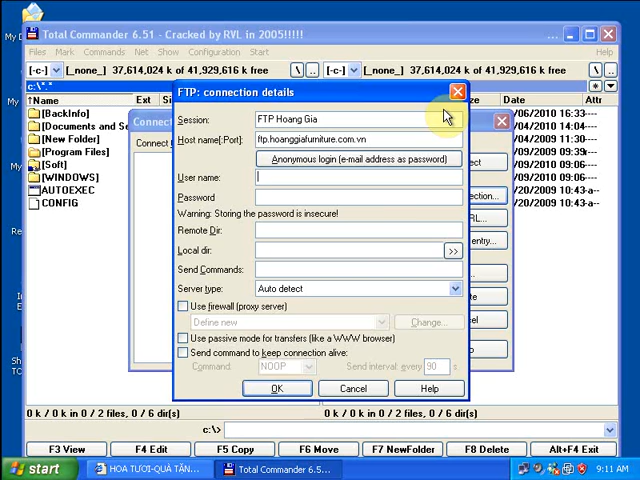 My D
Total Commander 6.51 - Cracked by RVL in 2005!!!!!
Files Mark Commands Net Show Configuration Start Help
[-c-] [_none_] 37,614,024 k of 41,929,616 k free \ .. [-c-] [_none_] 37,614,024 k of 41,929,616 k free \ ..
c:\*.* * 
Name Ext Date Attr
[BackInfo]
[Documents and
[New Folder]
[Program Files]
[Soft]
[WINDOWS]
AUTOEXEC
CONFIG
FTP: connection details
Session: FTP Hoang Gia
Host name[:Port]: ftp.hoanggiafurniture.com.vn
Anonymous login (e-mail address as password)
User name:
Password
Warning: Storing the password is insecure!
Remote Dir:
Local dir: >>
Send Commands:
Server type: Auto detect
Use firewall (proxy server)
Define new Change...
Use passive mode for transfers (like a WWW browser)
Send command to keep connection alive:
Command: NOOP Send interval: every 90 s
OK Cancel Help
0 k / 0 k in 0 / 2 files, 0 / 6 dir(s) 0 k / 0 k in 0 / 2 files, 0 / 6 dir(s)
c:\>
F3 View F4 Edit F5 Copy F6 Move F7 NewFolder F8 Delete Alt+F4 Exit
start HOA TƯƠI-QUÀ TẶN... Total Commander 6.5... 9:11 AM